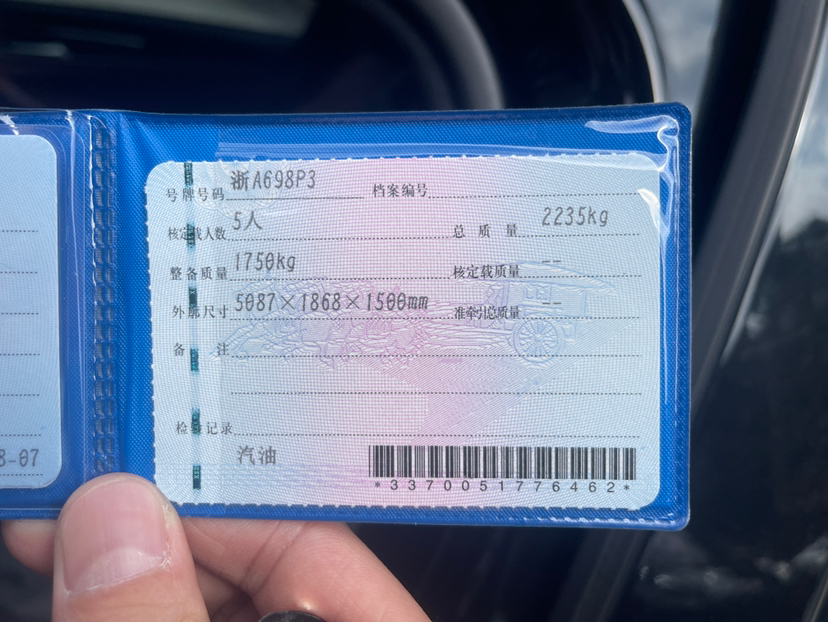 号牌号码 浙A698P3 档案编号
核定载人数 5人 总质量 2235kg
整备质量 1750kg 核定载质量 --
外廓尺寸 5087×1868×1500mm 准牵引总质量 --
备注
检验记录
汽油
*3370051776462*
8-07